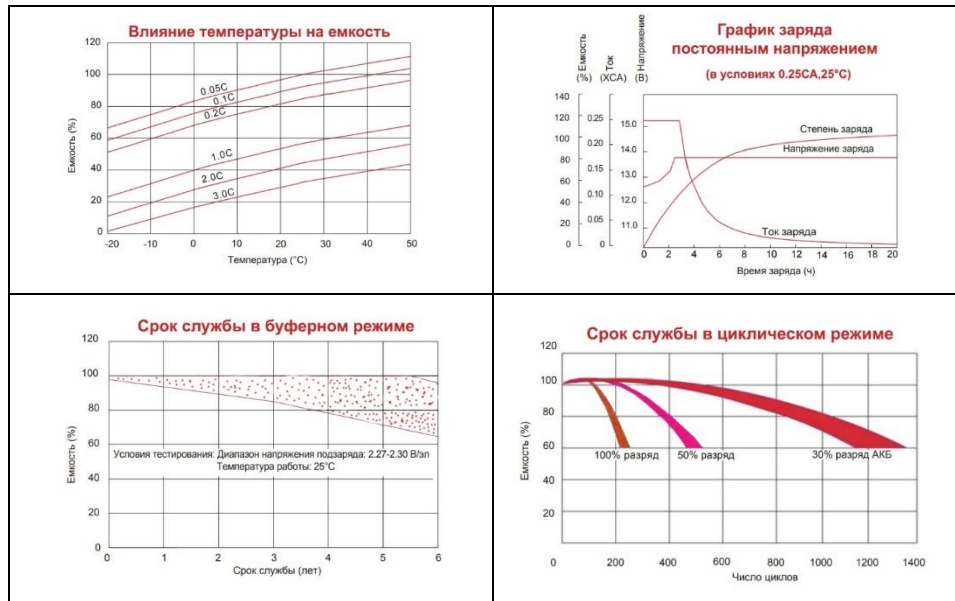 Влияние температуры на емкость
120
100
80
60
40
20
0
Емкость (%)
0.05C
0.1C
0.2C
1.0C
2.0C
3.0C
-20 -10 0 10 20 30 40 50
Температура (°C)
График заряда
постоянным напряжением
(в условиях 0.25CA,25°C)
Емкость (%)
Ток (XCA)
Напряжение (В)
140
120
100
80
60
40
20
0
0.25
0.20
0.15
0.10
0.05
0
15.0
14.0
13.0
12.0
11.0
Степень заряда
Напряжение заряда
Ток заряда
0 2 4 6 8 10 12 14 16 18 20
Время заряда (ч)
Срок службы в буферном режиме
120
100
80
60
40
20
0
Емкость (%)
Условия тестирования: Диапазон напряжения подзаряда: 2.27-2.30 В/эл
Температура работы: 25°C
0 1 2 3 4 5 6
Срок службы (лет)
Срок службы в циклическом режиме
120
100
80
60
40
20
0
Емкость (%)
100% разряд
50% разряд
30% разряд АКБ
200 400 600 800 1000 1200 1400
Число циклов